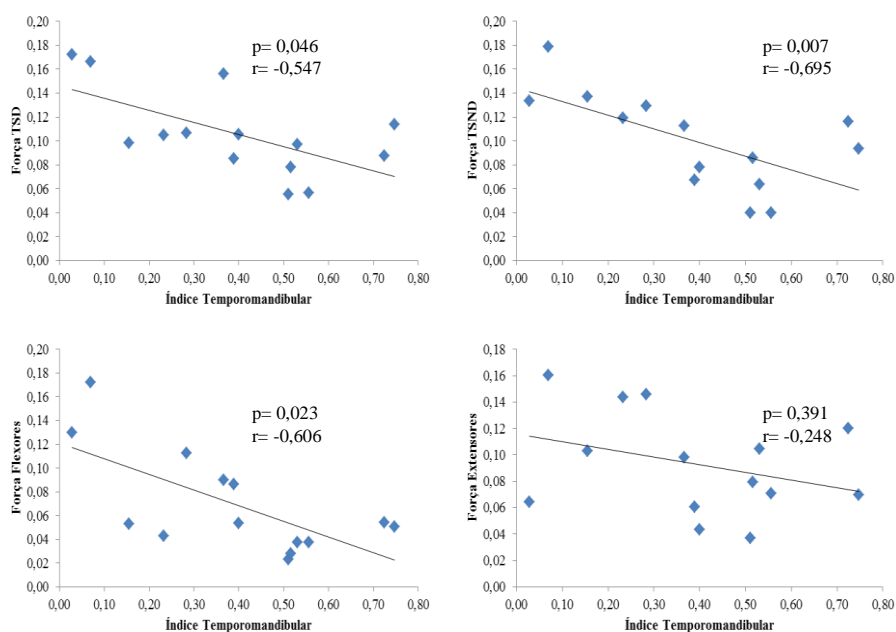 0,20
0,18
0,16
0,14
0,12
0,10
0,08
0,06
0,04
0,02
0,00
Força TSD
p= 0,046
r= -0,547
0,00 0,10 0,20 0,30 0,40 0,50 0,60 0,70 0,80
Índice Temporomandibular
0,20
0,18
0,16
0,14
0,12
0,10
0,08
0,06
0,04
0,02
0,00
Força TSND
p= 0,007
r= -0,695
0,00 0,10 0,20 0,30 0,40 0,50 0,60 0,70 0,80
Índice Temporomandibular
0,20
0,18
0,16
0,14
0,12
0,10
0,08
0,06
0,04
0,02
0,00
Força Flexores
p= 0,023
r= -0,606
0,00 0,10 0,20 0,30 0,40 0,50 0,60 0,70 0,80
Índice Temporomandibular
0,18
0,16
0,14
0,12
0,10
0,08
0,06
0,04
0,02
0,00
Força Extensores
p= 0,391
r= -0,248
0,00 0,10 0,20 0,30 0,40 0,50 0,60 0,70 0,80
Índice Temporomandibular